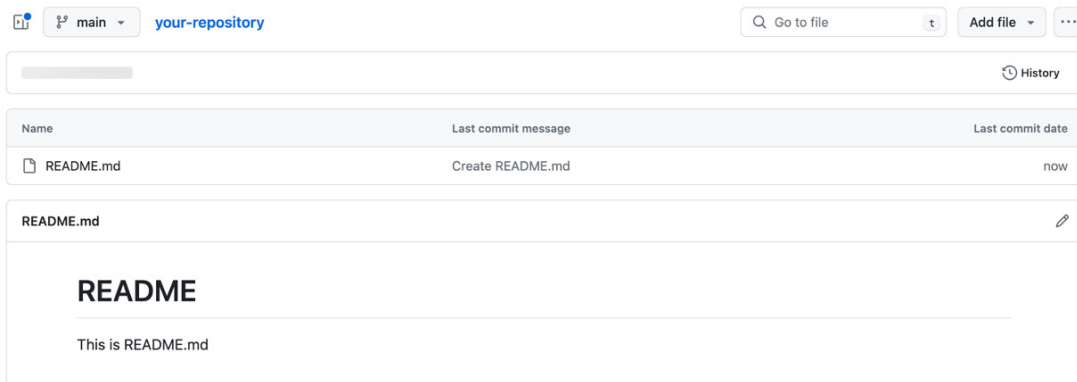 main your-repository Go to file t Add file ...
History
Name Last commit message Last commit date
README.md Create README.md now
README.md
README
This is README.md